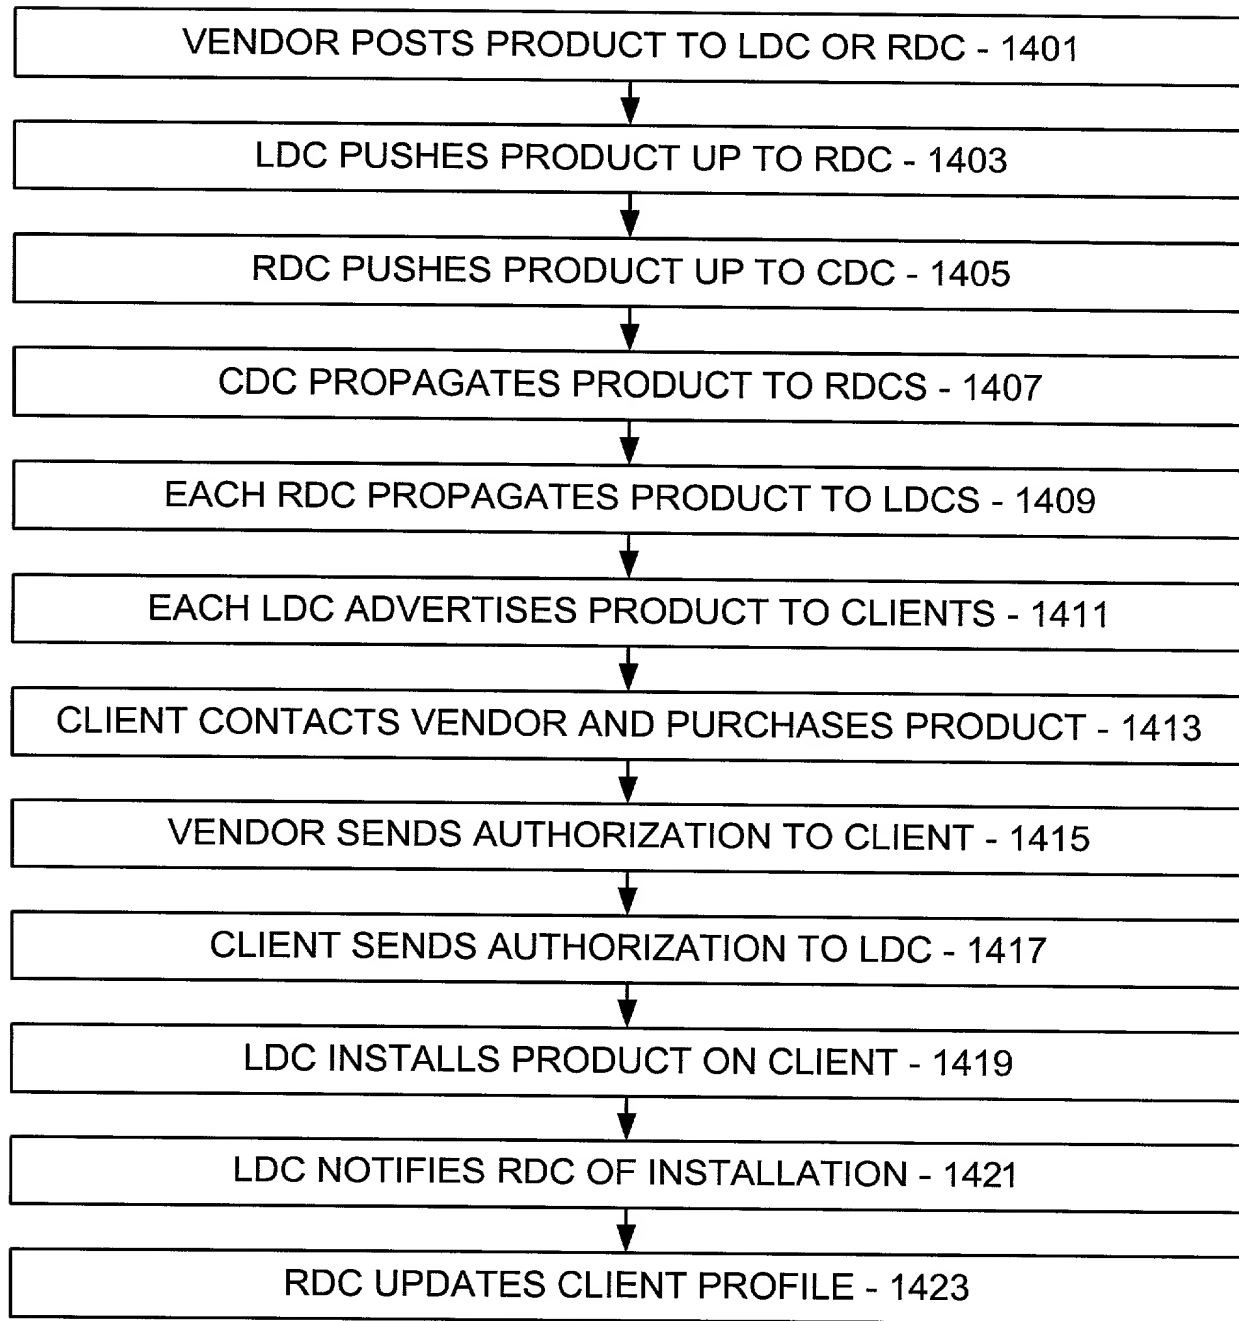 VENDOR POSTS PRODUCT TO LDC OR RDC - 1401
LDC PUSHES PRODUCT UP TO RDC - 1403
RDC PUSHES PRODUCT UP TO CDC - 1405
CDC PROPAGATES PRODUCT TO RDCS - 1407
EACH RDC PROPAGATES PRODUCT TO LDCS - 1409
EACH LDC ADVERTISES PRODUCT TO CLIENTS - 1411
CLIENT CONTACTS VENDOR AND PURCHASES PRODUCT - 1413
VENDOR SENDS AUTHORIZATION TO CLIENT - 1415
CLIENT SENDS AUTHORIZATION TO LDC - 1417
LDC INSTALLS PRODUCT ON CLIENT - 1419
LDC NOTIFIES RDC OF INSTALLATION - 1421
RDC UPDATES CLIENT PROFILE - 1423